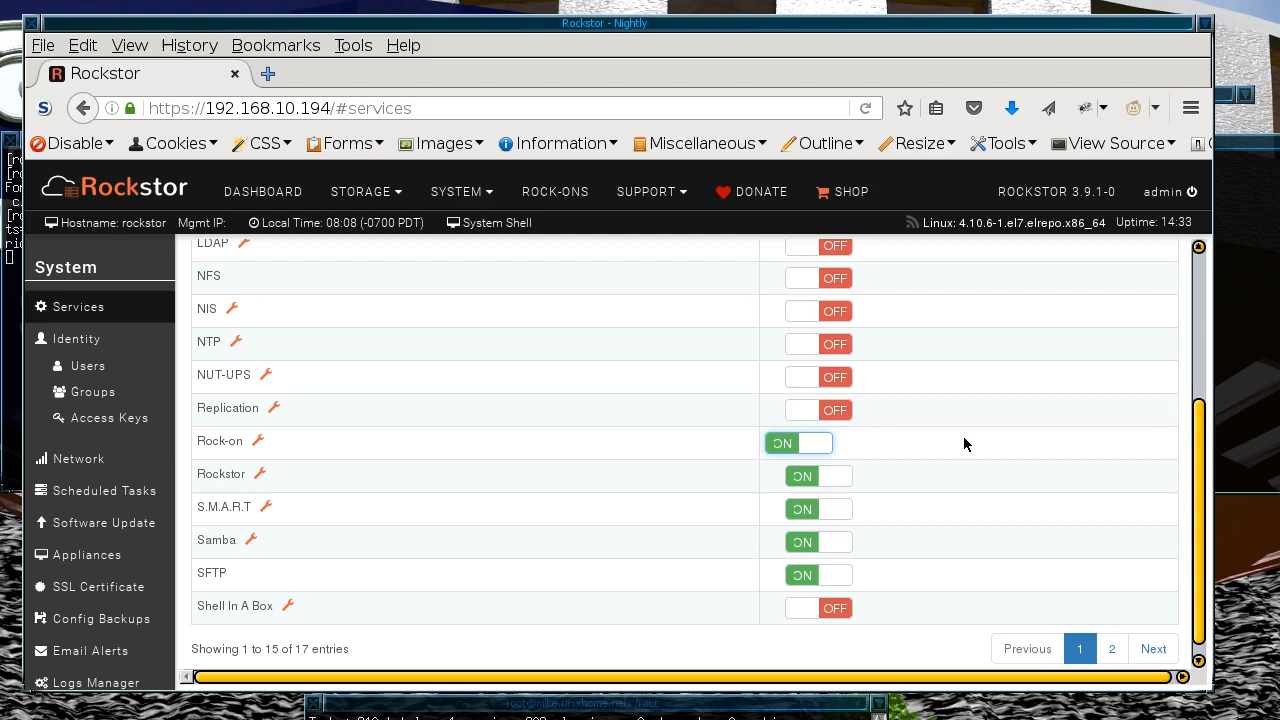 Rockstor - Nightly
File Edit View History Bookmarks Tools Help
Rockstor
https://192.168.10.194/#services
Disable Cookies CSS Forms Images Information Miscellaneous Outline Resize Tools View Source
Rockstor DASHBOARD STORAGE SYSTEM ROCK-ONS SUPPORT DONATE SHOP ROCKSTOR 3.9.1-0 admin
Hostname: rockstor Mgmt IP: Local Time: 08:08 (-0700 PDT) System Shell Linux: 4.10.6-1.el7.elrepo.x86_64 Uptime: 14:33
System
Services
Identity
Users
Groups
Access Keys
Network
Scheduled Tasks
Software Update
Appliances
SSL Certificate
Config Backups
Email Alerts
Logs Manager
LDAP OFF
NFS OFF
NIS OFF
NTP OFF
NUT-UPS OFF
Replication OFF
Rock-on ON
Rockstor ON
S.M.A.R.T ON
Samba ON
SFTP ON
Shell In A Box OFF
Showing 1 to 15 of 17 entries
Previous 1 2 Next